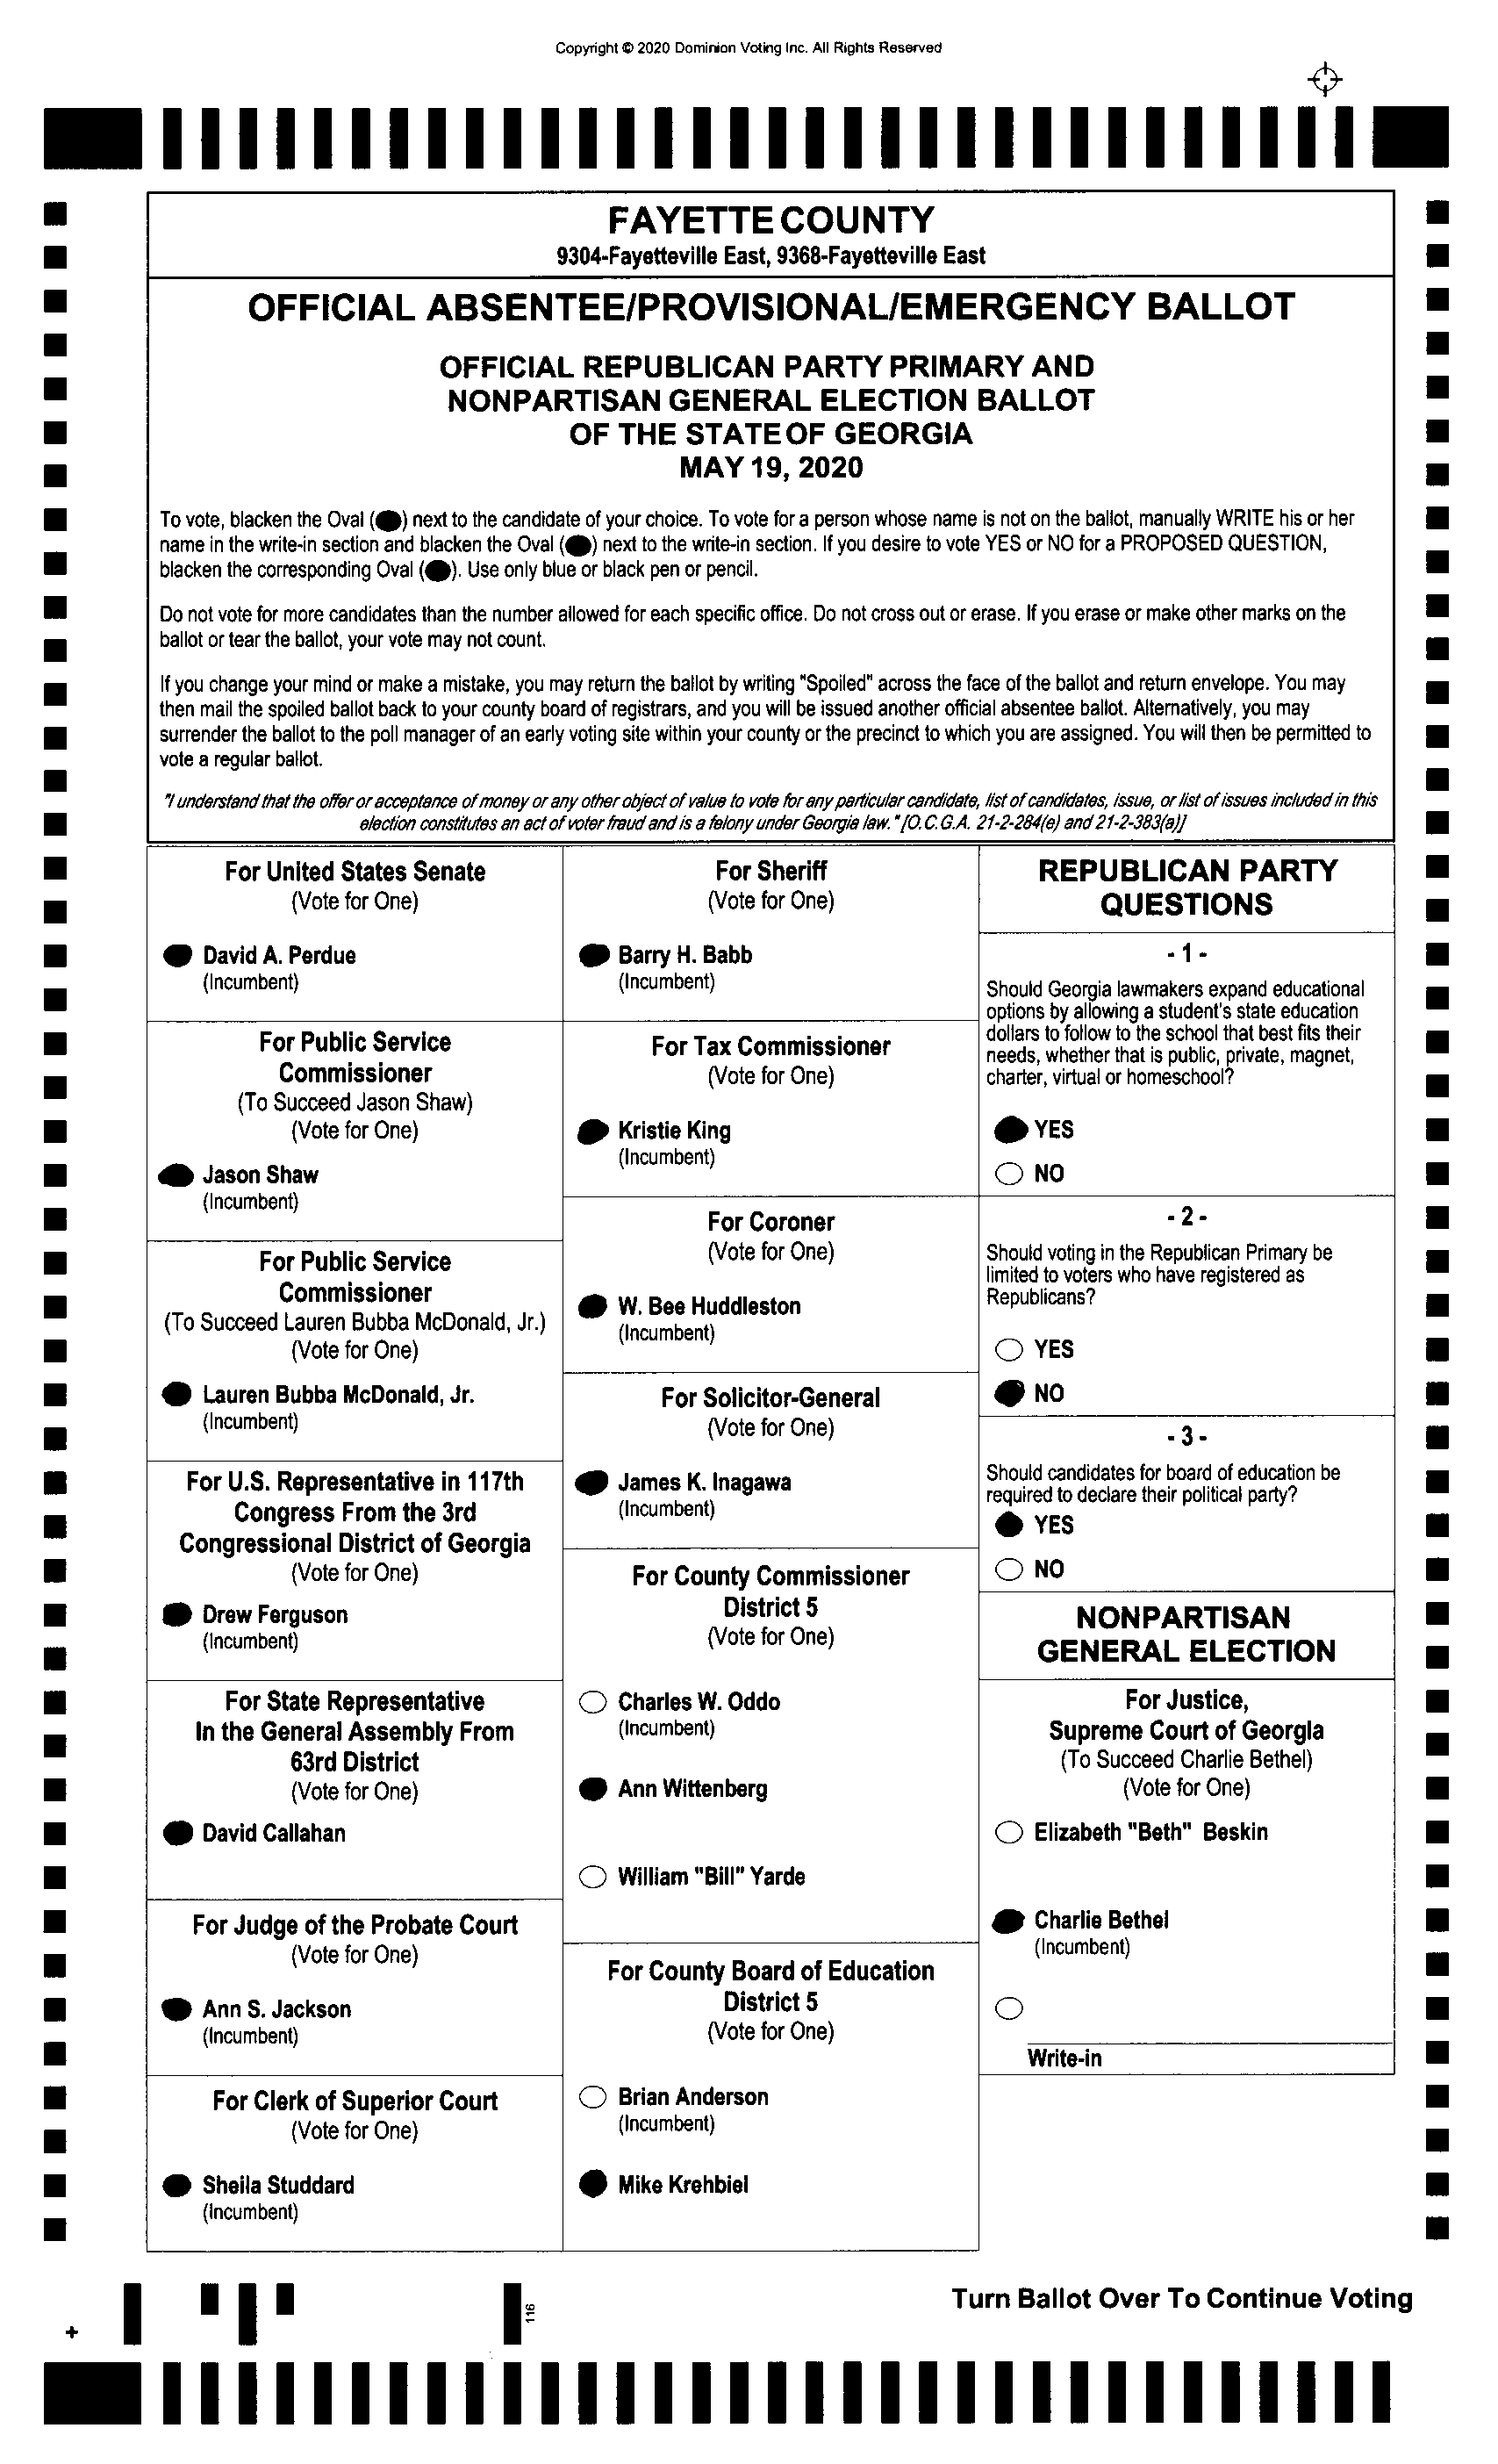 Copyright © 2020 Dominion Voting Inc. All Rights Reserved
FAYETTE COUNTY
9304-Fayetteville East, 9368-Fayetteville East
OFFICIAL ABSENTEE/PROVISIONAL/EMERGENCY BALLOT
OFFICIAL REPUBLICAN PARTY PRIMARY AND
NONPARTISAN GENERAL ELECTION BALLOT
OF THE STATE OF GEORGIA
MAY 19, 2020
To vote, blacken the Oval (⬬) next to the candidate of your choice. To vote for a person whose name is not on the ballot, manually WRITE his or her
name in the write-in section and blacken the Oval (⬬) next to the write-in section. If you desire to vote YES or NO for a PROPOSED QUESTION,
blacken the corresponding Oval (⬬). Use only blue or black pen or pencil.
Do not vote for more candidates than the number allowed for each specific office. Do not cross out or erase. If you erase or make other marks on the
ballot or tear the ballot, your vote may not count.
If you change your mind or make a mistake, you may return the ballot by writing "Spoiled" across the face of the ballot and return envelope. You may
then mail the spoiled ballot back to your county board of registrars, and you will be issued another official absentee ballot. Alternatively, you may
surrender the ballot to the poll manager of an early voting site within your county or the precinct to which you are assigned. You will then be permitted to
vote a regular ballot.
"I understand that the offer or acceptance of money or any other object of value to vote for any particular candidate, list of candidates, issue, or list of issues included in this
election constitutes an act of voter fraud and is a felony under Georgia law." [O.C.G.A. 21-2-284(e) and 21-2-383(a)]
For United States Senate
(Vote for One)
David A. Perdue
(Incumbent)
For Public Service
Commissioner
(To Succeed Jason Shaw)
(Vote for One)
Jason Shaw
(Incumbent)
For Public Service
Commissioner
(To Succeed Lauren Bubba McDonald, Jr.)
(Vote for One)
Lauren Bubba McDonald, Jr.
(Incumbent)
For U.S. Representative in 117th
Congress From the 3rd
Congressional District of Georgia
(Vote for One)
Drew Ferguson
(Incumbent)
For State Representative
In the General Assembly From
63rd District
(Vote for One)
David Callahan
For Judge of the Probate Court
(Vote for One)
Ann S. Jackson
(Incumbent)
For Clerk of Superior Court
(Vote for One)
Sheila Studdard
(Incumbent)
For Sheriff
(Vote for One)
Barry H. Babb
(Incumbent)
For Tax Commissioner
(Vote for One)
Kristie King
(Incumbent)
For Coroner
(Vote for One)
W. Bee Huddleston
(Incumbent)
For Solicitor-General
(Vote for One)
James K. Inagawa
(Incumbent)
For County Commissioner
District 5
(Vote for One)
Charles W. Oddo
(Incumbent)
Ann Wittenberg
William "Bill" Yarde
For County Board of Education
District 5
(Vote for One)
Brian Anderson
(Incumbent)
Mike Krehbiel
REPUBLICAN PARTY
QUESTIONS
- 1 -
Should Georgia lawmakers expand educational
options by allowing a student's state education
dollars to follow to the school that best fits their
needs, whether that is public, private, magnet,
charter, virtual or homeschool?
YES
NO
- 2 -
Should voting in the Republican Primary be
limited to voters who have registered as
Republicans?
YES
NO
- 3 -
Should candidates for board of education be
required to declare their political party?
YES
NO
NONPARTISAN
GENERAL ELECTION
For Justice,
Supreme Court of Georgia
(To Succeed Charlie Bethel)
(Vote for One)
Elizabeth "Beth" Beskin
Charlie Bethel
(Incumbent)
Write-in
Turn Ballot Over To Continue Voting
116
+